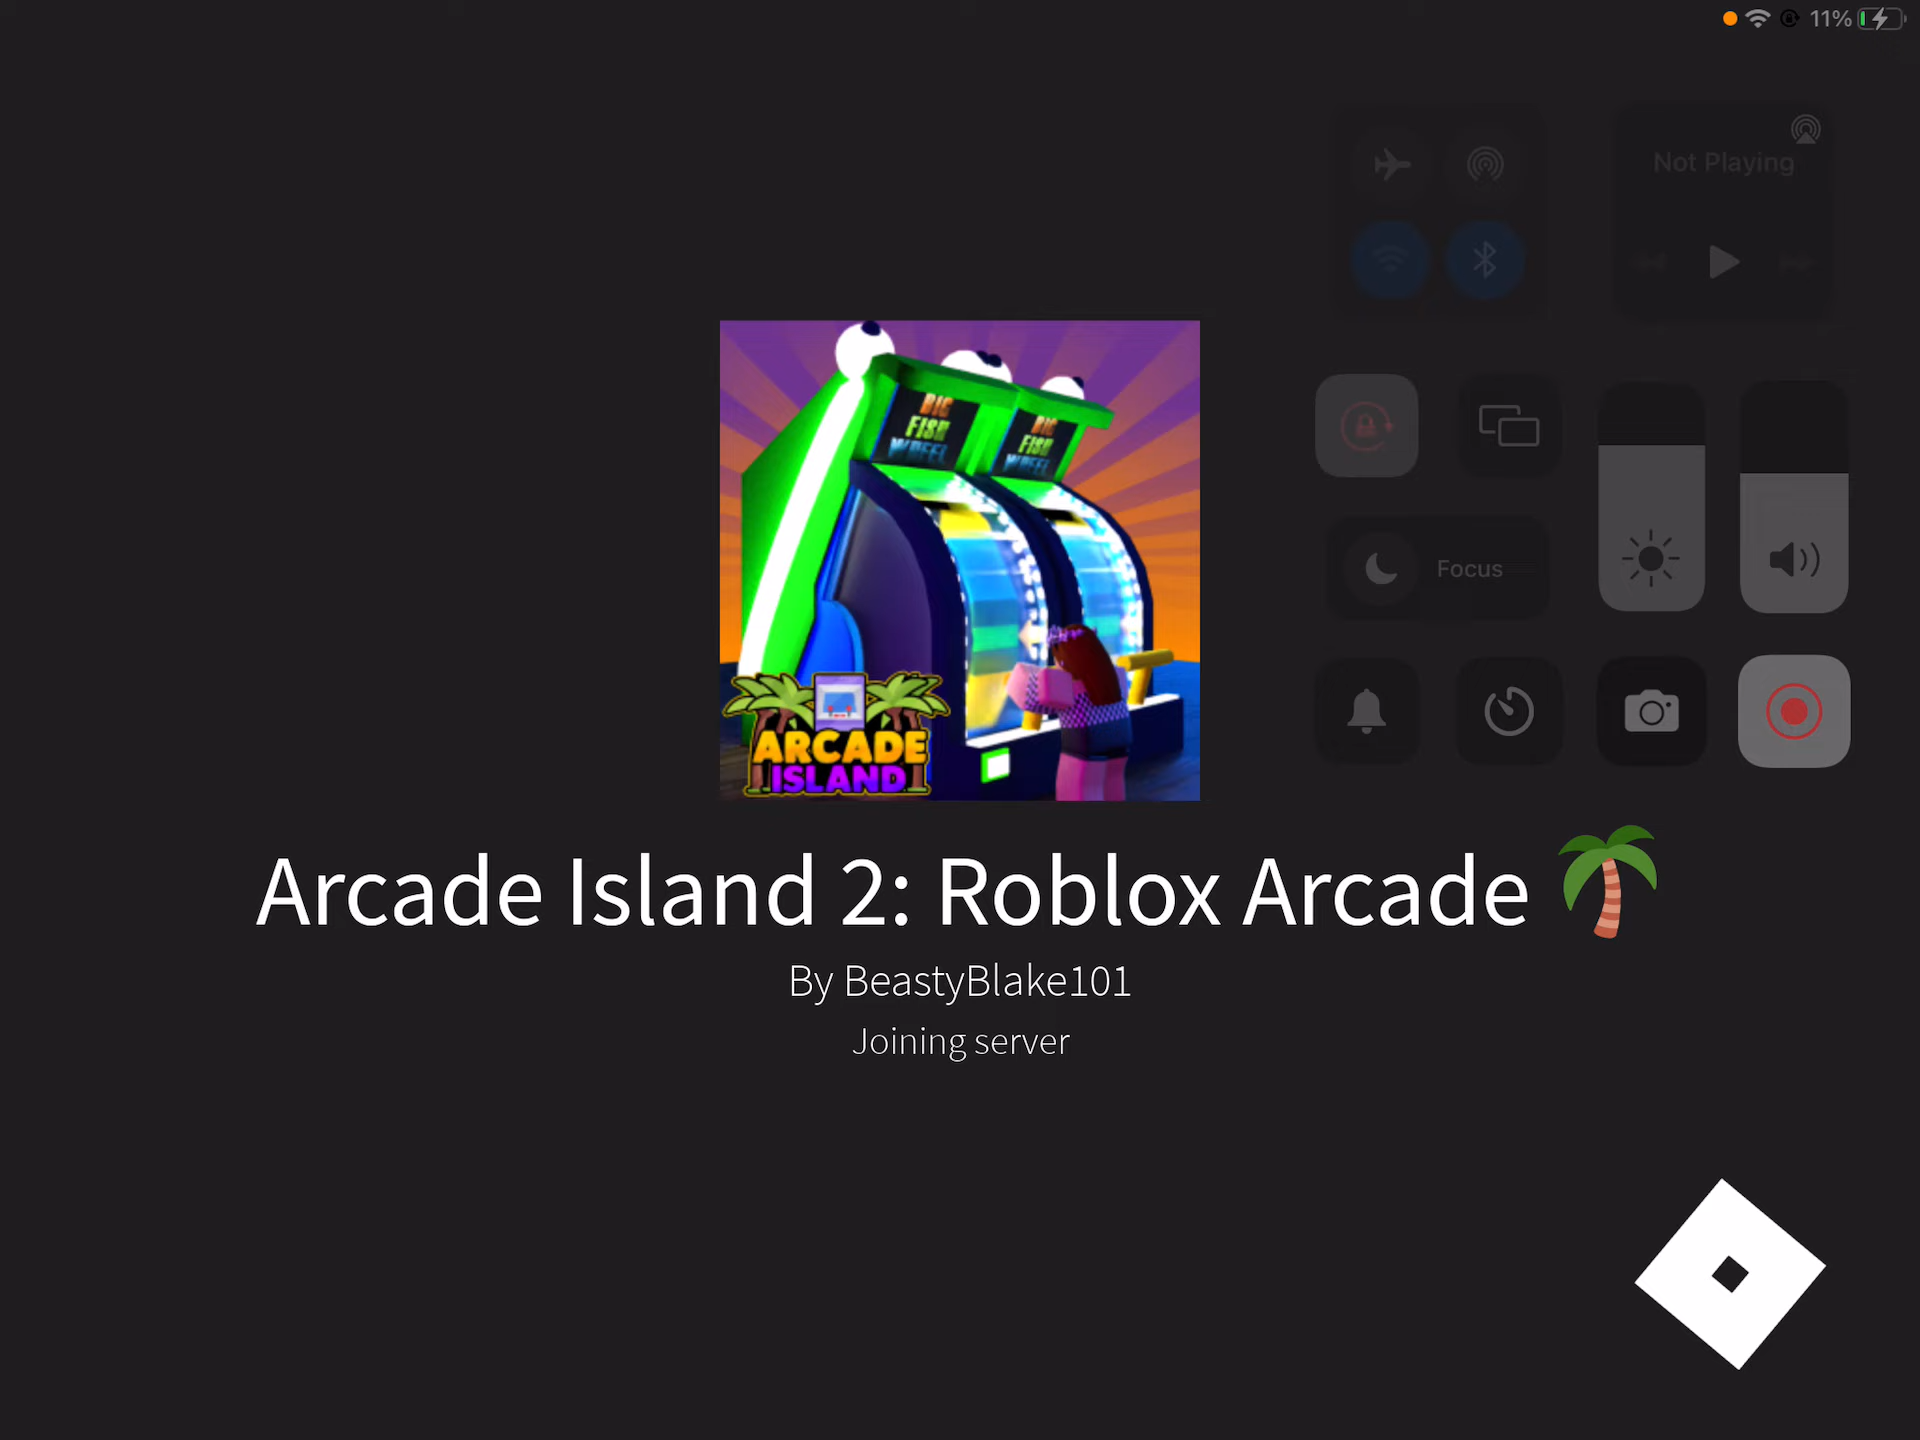 11%
Not Playing
Focus
BIG
FISH
WHEEL
BIG
FISH
WHEEL
ARCADE
ISLAND
Arcade Island 2: Roblox Arcade 🌴
By BeastyBlake101
Joining server